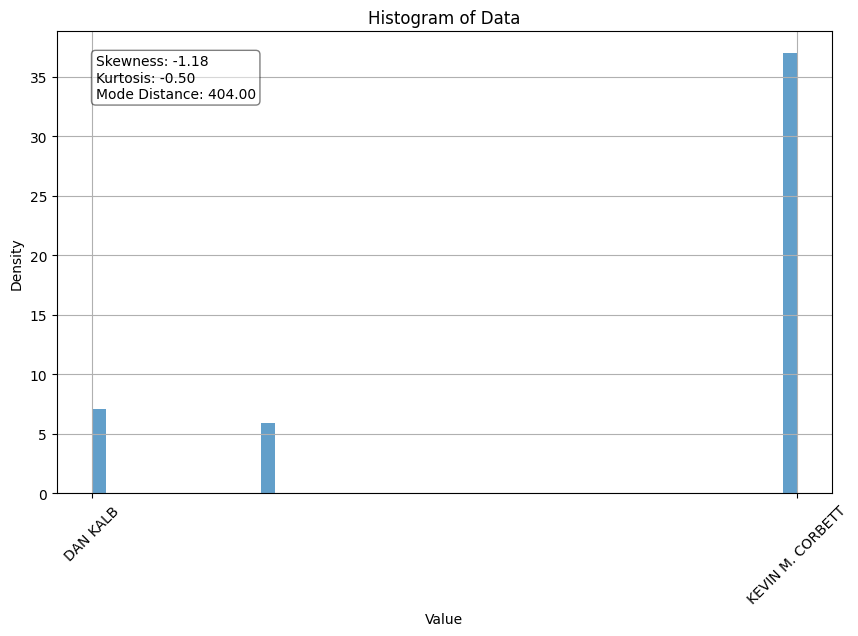 Histogram of Data
Skewness: -1.18
Kurtosis: -0.50
Mode Distance: 404.00
Density
35
30
25
20
15
10
5
0
DAN KALB
KEVIN M. CORBETT
Value